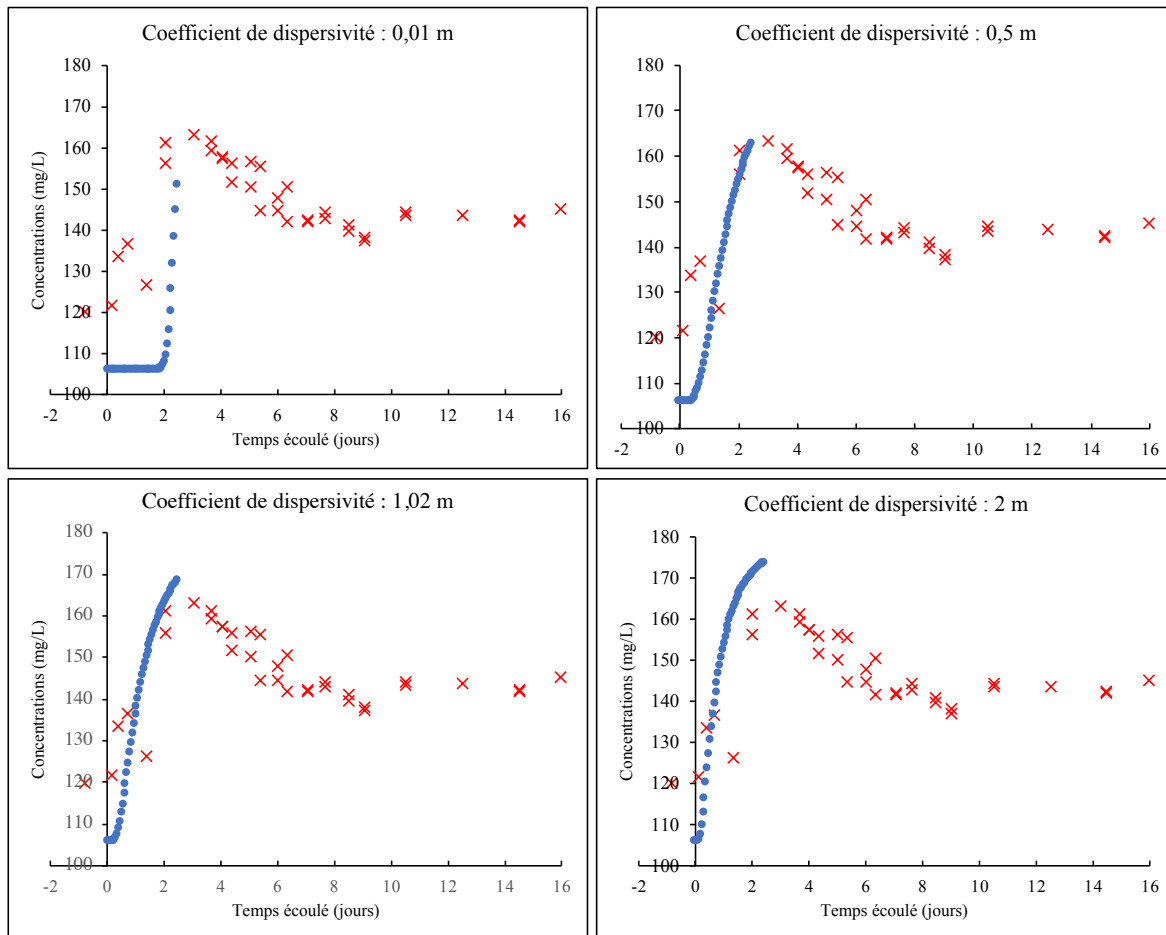 Coefficient de dispersivité : 0,01 m
180
170
160
150
140
130
120
110
100
Concentrations (mg/L)
-2 0 2 4 6 8 10 12 14 16
Temps écoulé (jours)
Coefficient de dispersivité : 0,5 m
180
170
160
150
140
130
120
110
100
Concentrations (mg/L)
-2 0 2 4 6 8 10 12 14 16
Temps écoulé (jours)
Coefficient de dispersivité : 1,02 m
180
170
160
150
140
130
120
110
100
Concentrations (mg/L)
-2 0 2 4 6 8 10 12 14 16
Temps écoulé (jours)
Coefficient de dispersivité : 2 m
180
170
160
150
140
130
120
110
100
Concentrations (mg/L)
-2 0 2 4 6 8 10 12 14 16
Temps écoulé (jours)